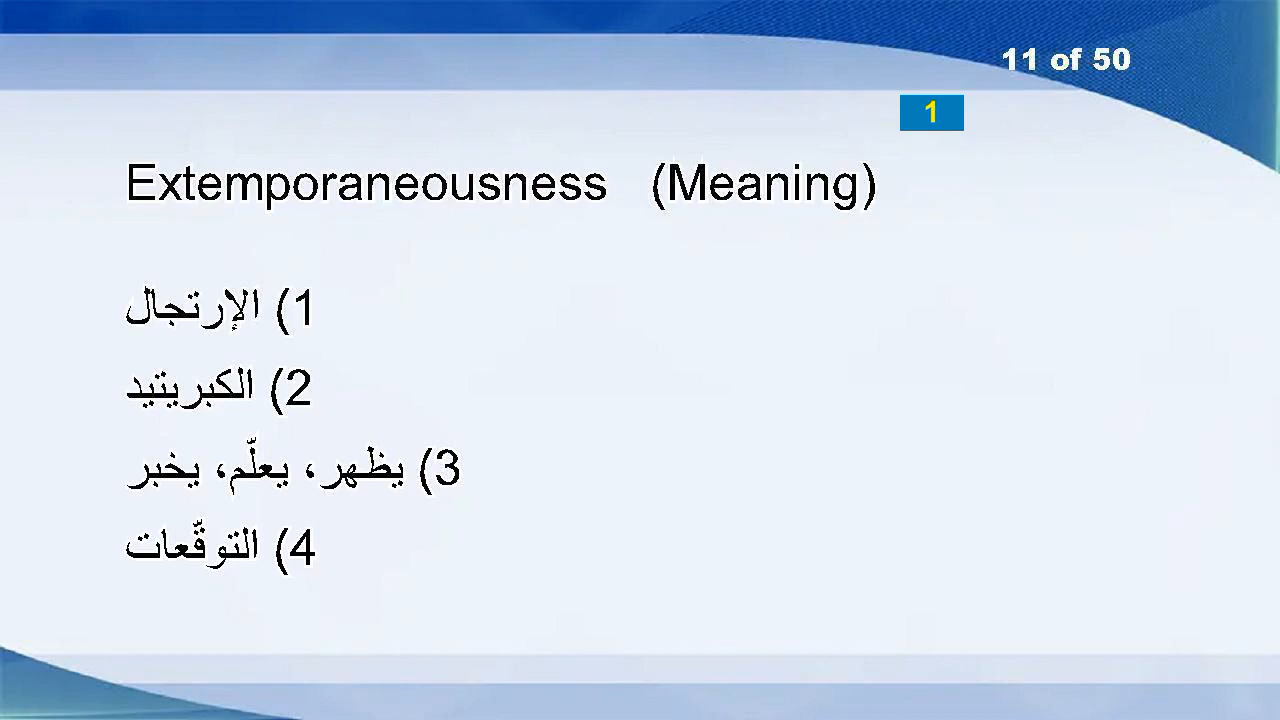 11 of 50
1
Extemporaneousness (Meaning)
1) الإرتجال
2) الكبريتيد
3) يظهر، يعلّم، يخبر
4) التوقّعات